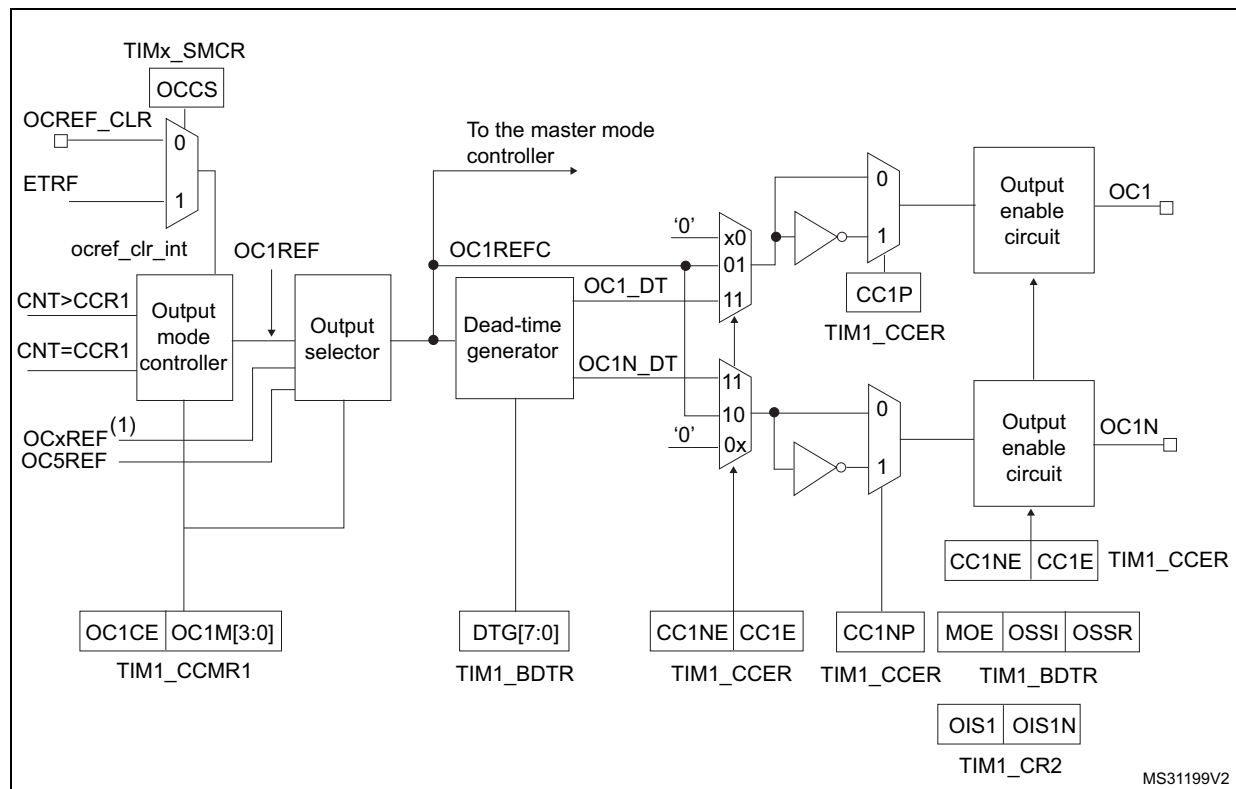 TIMx_SMCR
OCCS
OCREF_CLR
0
ETRF
1
ocref_clr_int
To the master mode
controller
OC1REF
OC1REFC
CNT>CCR1
CNT=CCR1
Output
mode
controller
Output
selector
Dead-time
generator
OC1_DT
OC1N_DT
OCxREF(1)
OC5REF
'0'
x0
01
11
11
10
'0'
0x
0
1
CC1P
TIM1_CCER
Output
enable
circuit
OC1
0
1
Output
enable
circuit
OC1N
CC1NE CC1E TIM1_CCER
OC1CE OC1M[3:0]
TIM1_CCMR1
DTG[7:0]
TIM1_BDTR
CC1NE CC1E
TIM1_CCER
CC1NP
TIM1_CCER
MOE OSSI OSSR
TIM1_BDTR
OIS1 OIS1N
TIM1_CR2
MS31199V2